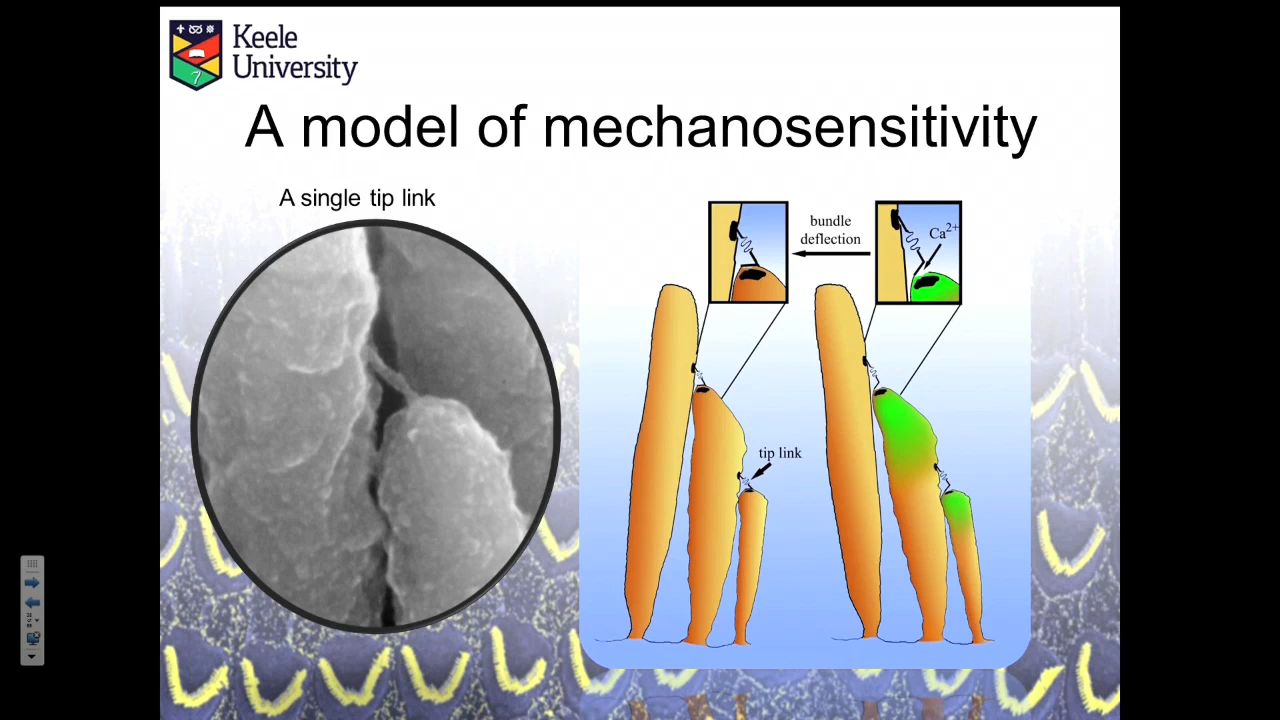 Keele
University
A model of mechanosensitivity
A single tip link
bundle
deflection
Ca2+
tip link